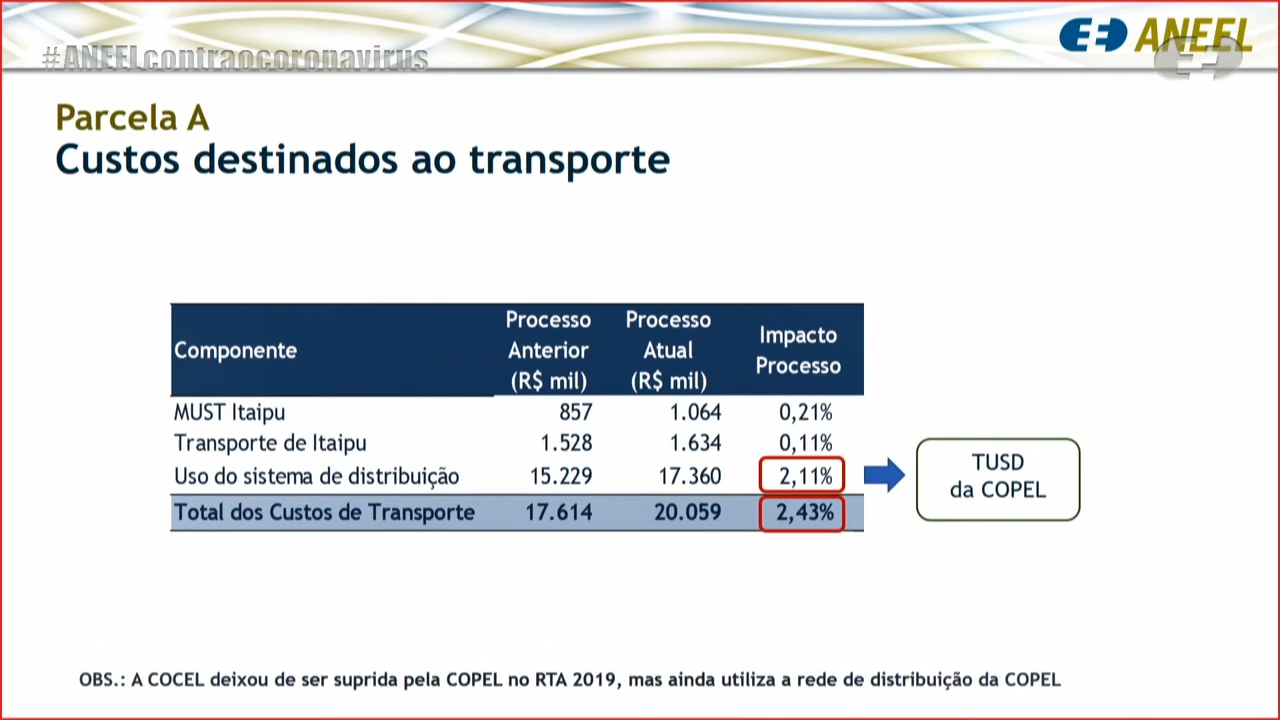 #ANEELcontraocoronavirus
ANEEL
Parcela A
Custos destinados ao transporte
Componente Processo Anterior (R$ mil) Processo Atual (R$ mil) Impacto Processo
MUST Itaipu 857 1.064 0,21%
Transporte de Itaipu 1.528 1.634 0,11%
Uso do sistema de distribuição 15.229 17.360 2,11%
Total dos Custos de Transporte 17.614 20.059 2,43%
TUSD
da COPEL
OBS.: A COCEL deixou de ser suprida pela COPEL no RTA 2019, mas ainda utiliza a rede de distribuição da COPEL